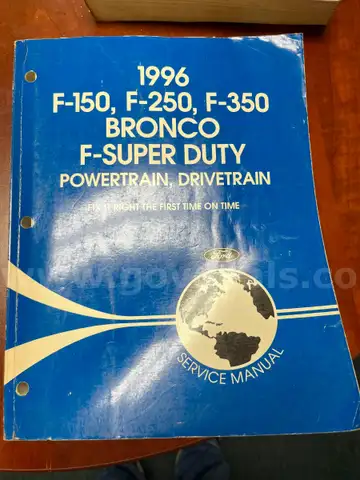 1996
F-150, F-250, F-350
BRONCO
F-SUPER DUTY
POWERTRAIN, DRIVETRAIN
FIX IT RIGHT THE FIRST TIME ON TIME
Ford
SERVICE MANUAL